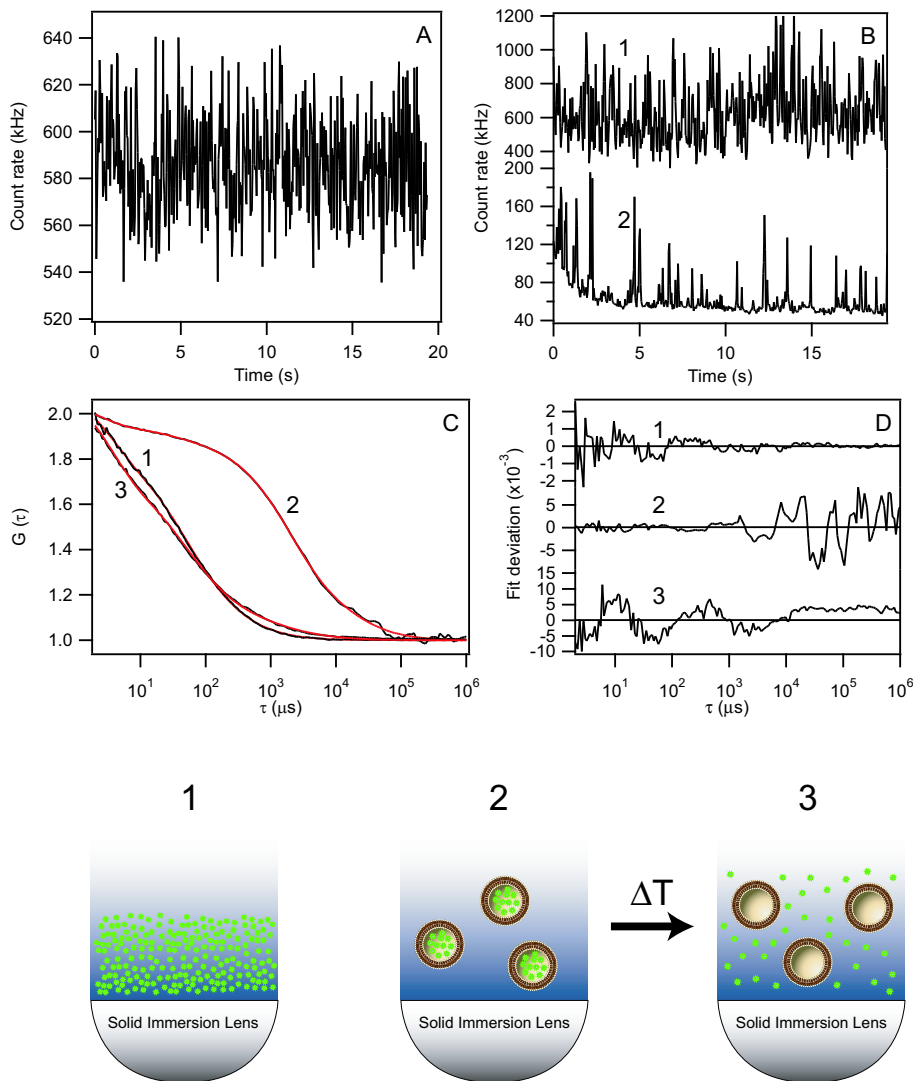 A
640
620
600
580
560
540
520
Count rate (kHz)
0 5 10 15 20
Time (s)
B
1
1200
1000
800
600
400
200
160
120
80
40
2
Count rate (kHz)
0 5 10 15
Time (s)
C
2.0
1.8
1.6
1.4
1.2
1.0
G (τ)
1
3
2
10¹ 10² 10³ 10⁴ 10⁵ 10⁶
τ (µs)
D
1
2
1
0
-1
-2
2
5
0
-5
3
15
10
5
0
-5
-10
Fit deviation (x10⁻³)
10¹ 10² 10³ 10⁴ 10⁵ 10⁶
τ (µs)
1 2 3
ΔT
Solid Immersion Lens
Solid Immersion Lens
Solid Immersion Lens